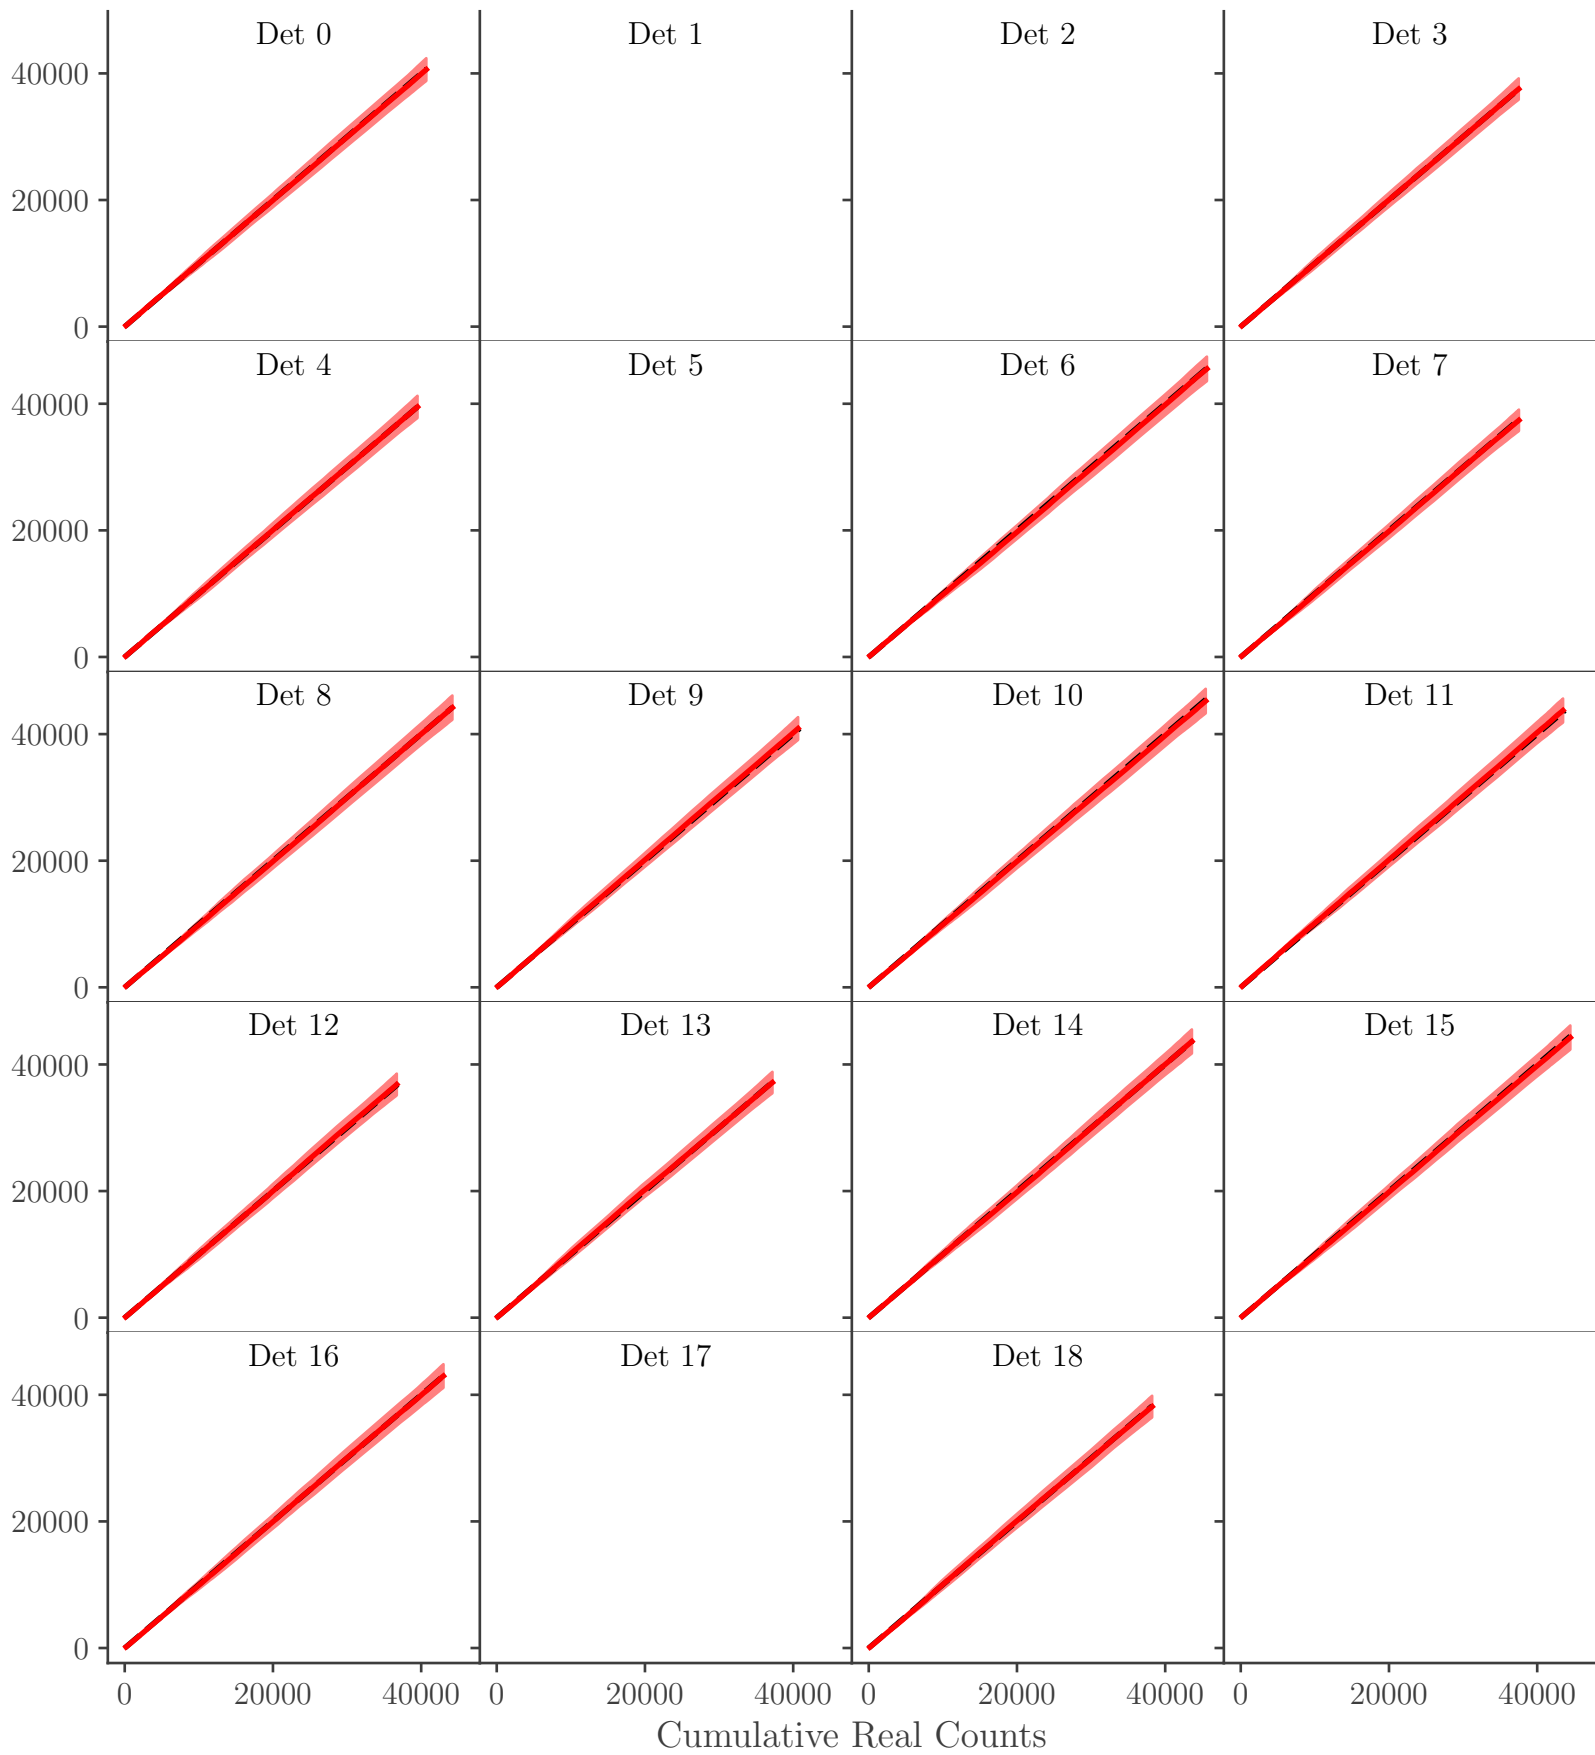 Det 0 Det 1 Det 2 Det 3
40000
20000
0
Det 4 Det 5 Det 6 Det 7
40000
20000
0
Det 8 Det 9 Det 10 Det 11
40000
20000
0
Det 12 Det 13 Det 14 Det 15
40000
20000
0
Det 16 Det 17 Det 18
40000
20000
0
0 20000 40000 0 20000 40000 0 20000 40000 0 20000 40000
Cumulative Real Counts